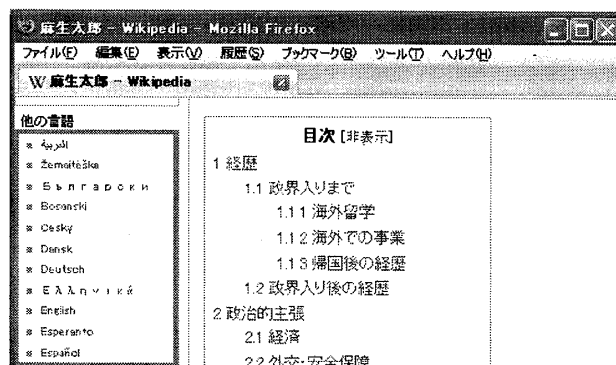 麻生太郎 - Wikipedia - Mozilla Firefox
ファイル(F) 編集(E) 表示(V) 履歴(S) ブックマーク(B) ツール(T) ヘルプ(H)
W 麻生太郎 - Wikipedia
他の言語
العربية
Žemaitėška
Български
Bosanski
Česky
Dansk
Deutsch
Ελληνικά
English
Esperanto
Español
目次 [非表示]
1 経歴
1.1 政界入りまで
1.1.1 海外留学
1.1.2 海外での事業
1.1.3 帰国後の経歴
1.2 政界入り後の経歴
2 政治的主張
2.1 経済
2.2 外交・安全保障